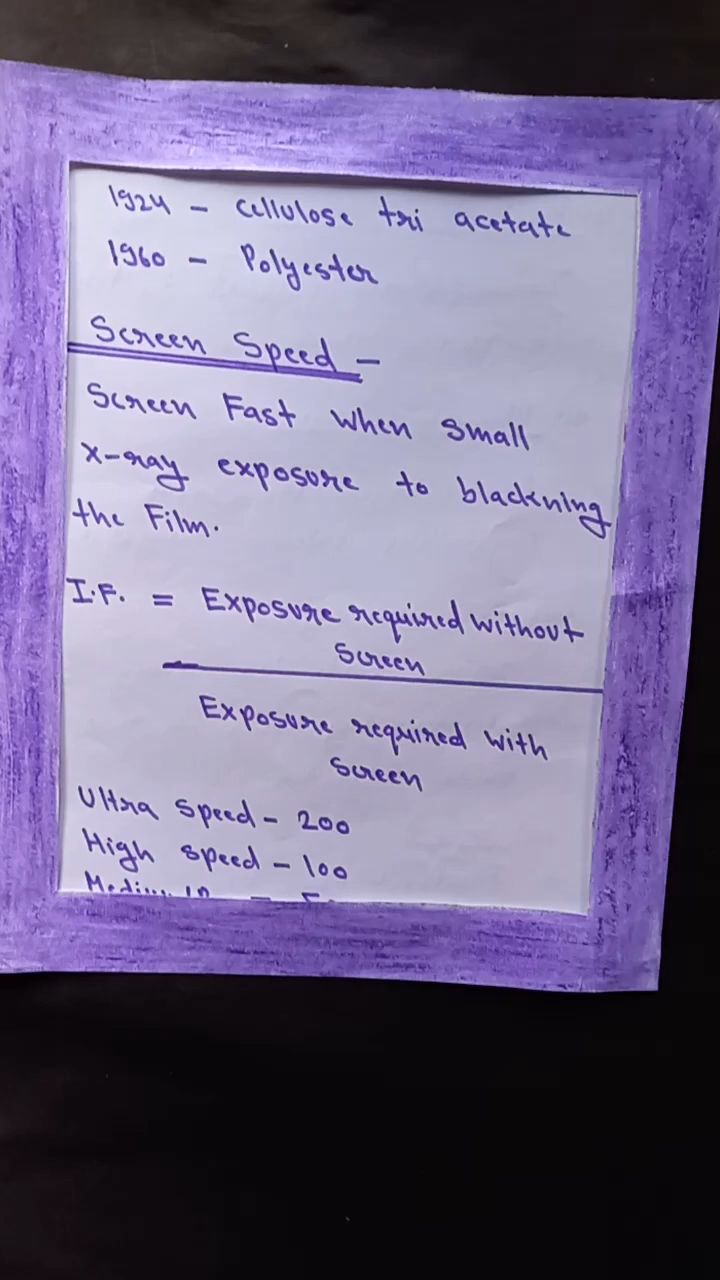 1924 - Cellulose tri acetate
1960 - Polyester
Screen Speed -
Screen Fast when small
x-ray exposure to blackning
the Film.
I.F. = Exposure required without
Screen
Exposure required with
Screen
Ultra speed - 200
High speed - 100